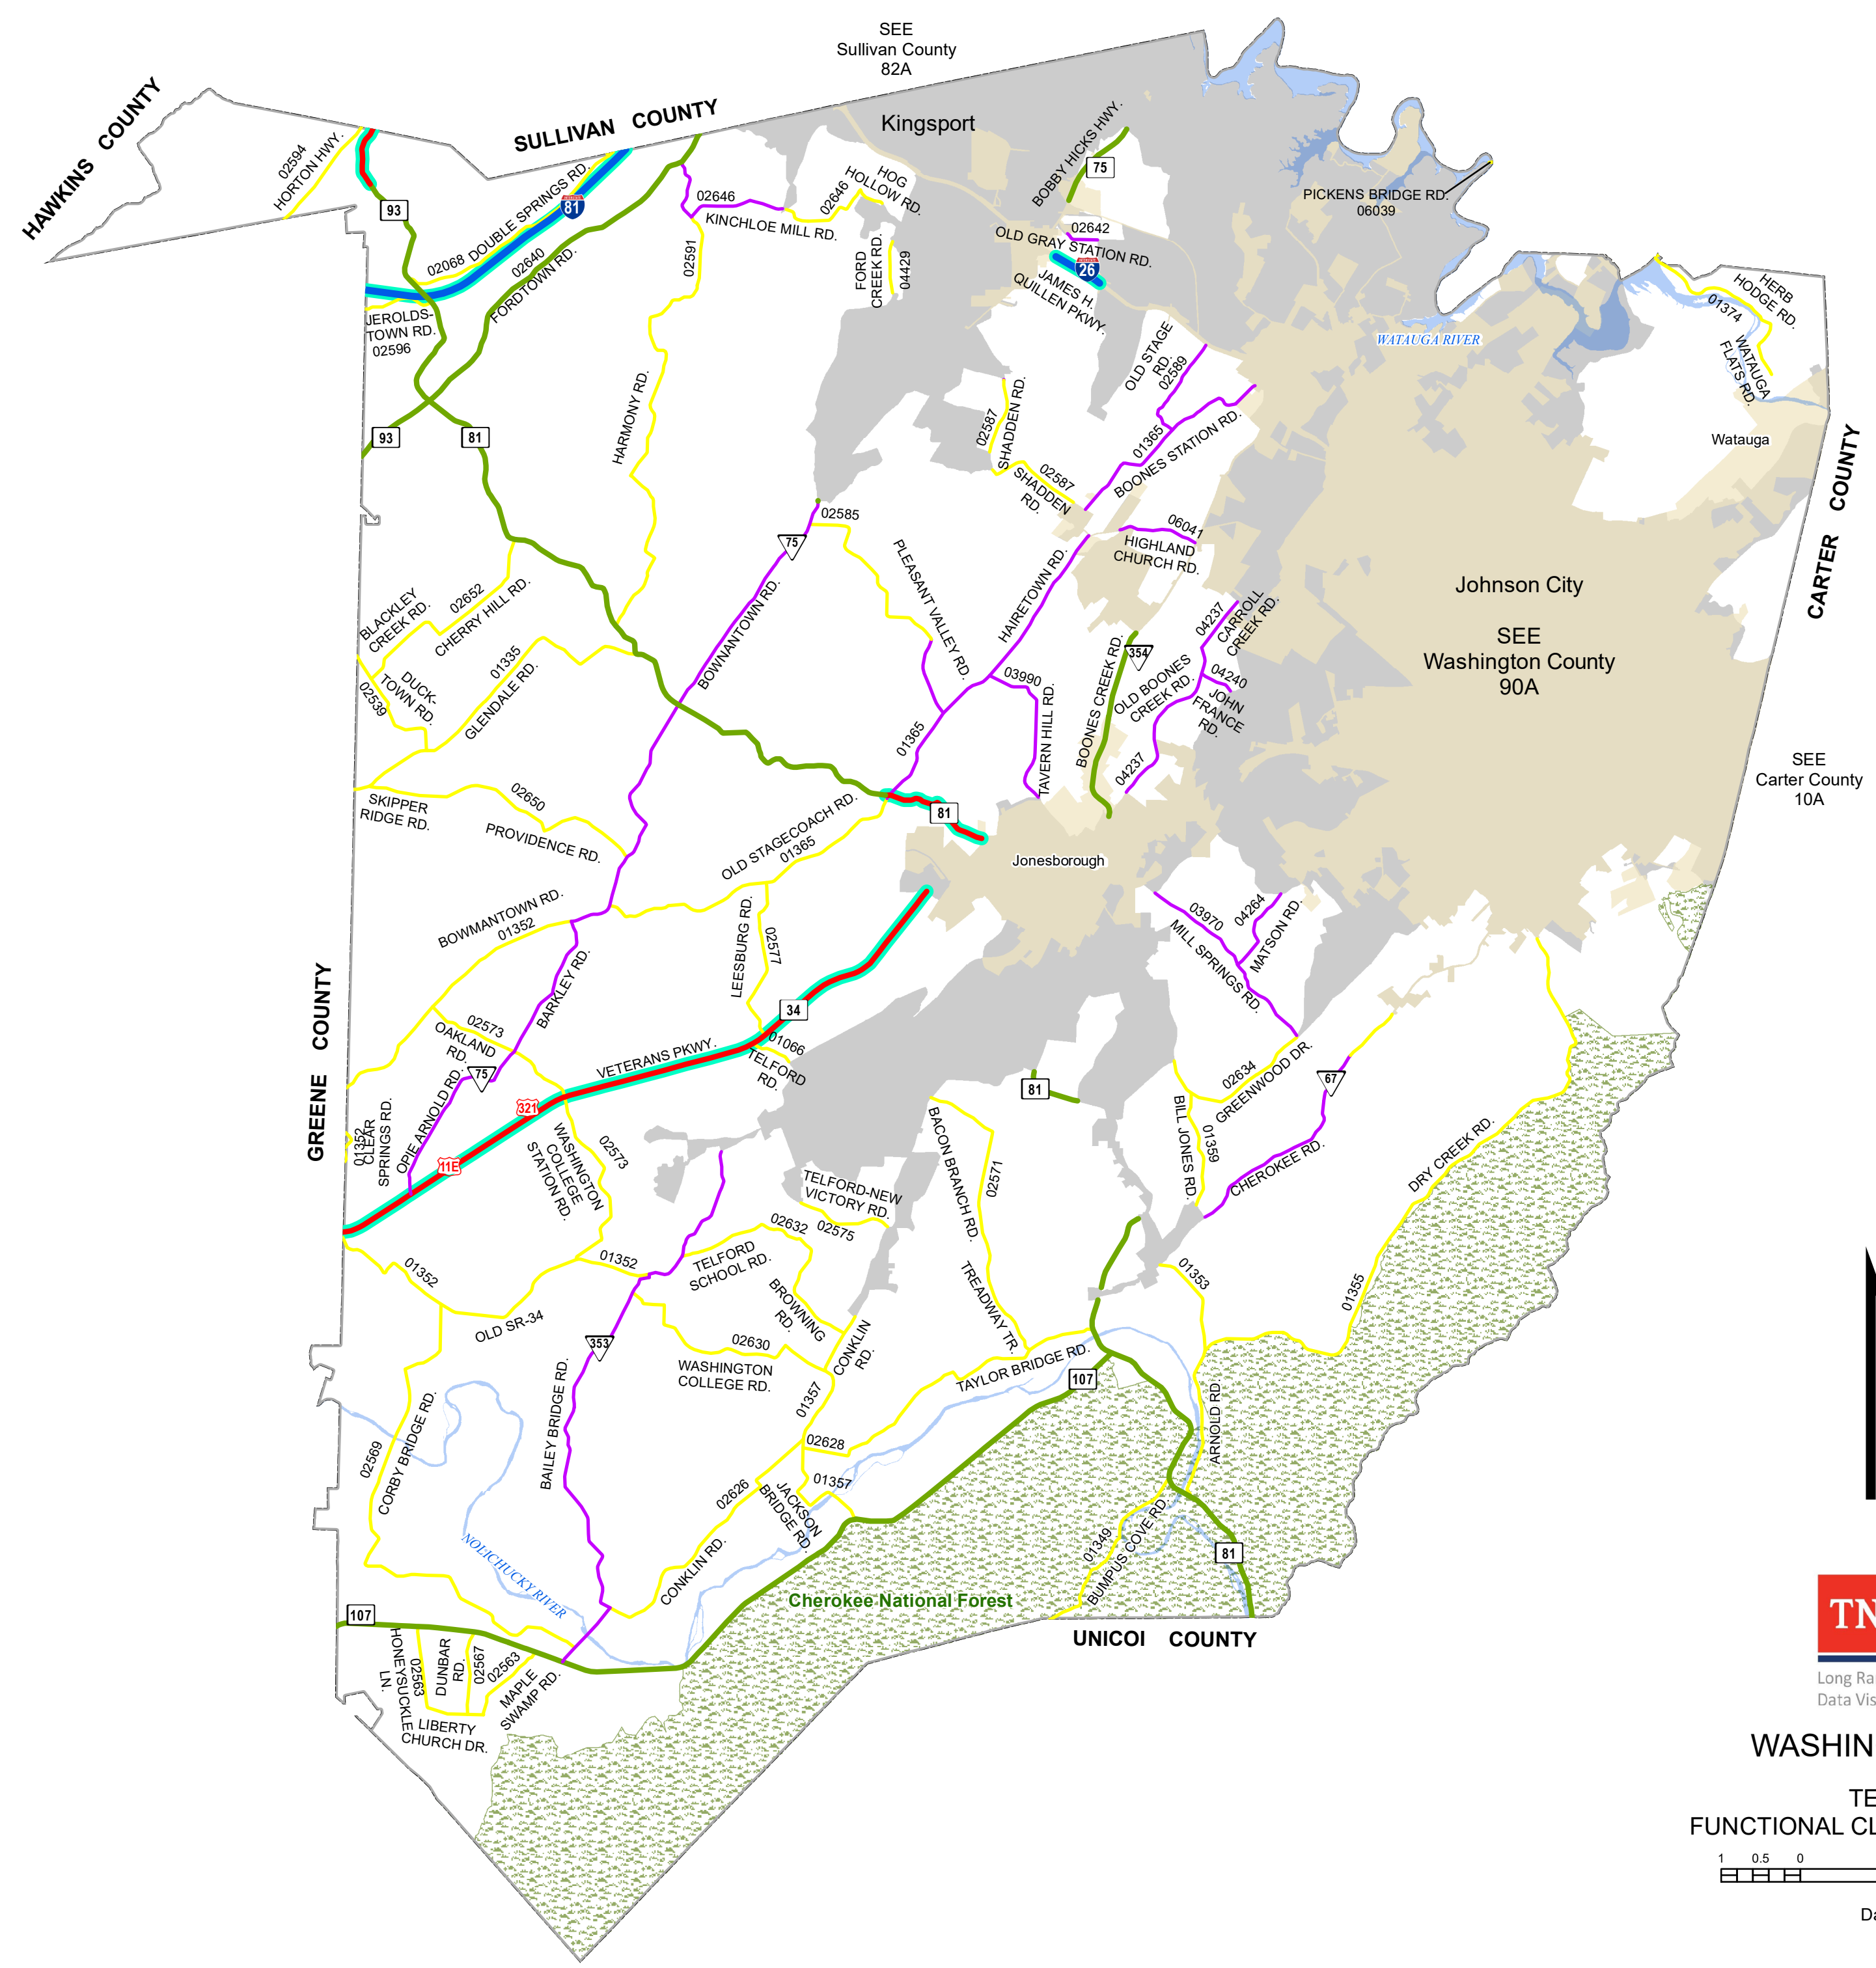 SEE
Sullivan County
82A
HAWKINS COUNTY
SULLIVAN COUNTY
Kingsport
02594
HORTON HWY.
93
02068 DOUBLE SPRINGS RD.
81
02640
FORDTOWN RD.
JEROLDS-
TOWN RD.
02596
02646
KINCHLOE MILL RD.
02646
HOG
HOLLOW RD.
02591
FORD
CREEK RD.
04429
BOBBY HICKS HWY.
75
02642
OLD GRAY STATION RD.
26
JAMES H.
QUILLEN PKWY.
PICKENS BRIDGE RD.
06039
WATAUGA RIVER
HERB
HODGE RD.
01374
WATAUGA
FLATS RD.
Watauga
CARTER COUNTY
93
81
HARMONY RD.
OLD STAGE
RD.
02589
02587
SHADDEN RD.
02587
SHADDEN
RD.
01365
BOONES STATION RD.
06041
HIGHLAND
CHURCH RD.
02585
75
PLEASANT VALLEY RD.
HAIRETOWN RD.
BOWNANTOWN RD.
BLACKLEY
CREEK RD.
02652
CHERRY HILL RD.
01335
GLENDALE RD.
DUCK-
TOWN RD.
02539
Johnson City
SEE
Washington County
90A
04237
CARROLL
CREEK RD.
354
BOONES CREEK RD.
OLD BOONES
CREEK RD.
04240
JOHN
FRANCE
RD.
04237
03990
TAVERN HILL RD.
01365
SEE
Carter County
10A
SKIPPER
RIDGE RD.
02650
PROVIDENCE RD.
OLD STAGECOACH RD.
01365
81
Jonesborough
BOWMANTOWN RD.
01352
LEESBURG RD.
02577
03970
MILL SPRINGS RD.
04264
MATSON RD.
BARKLEY RD.
02573
OAKLAND
RD.
75
34
01066
TELFORD
RD.
VETERANS PKWY.
321
11E
GREENE COUNTY
01352
CLEAR
SPRINGS RD.
OPIE ARNOLD RD.
WASHINGTON
COLLEGE
STATION RD.
02573
81
BACON BRANCH RD.
02571
02634
GREENWOOD DR.
67
BILL JONES RD.
01359
CHEROKEE RD.
DRY CREEK RD.
01355
TELFORD-NEW
VICTORY RD.
02575
02632
TELFORD
SCHOOL RD.
BROWNING
RD.
01352
01352
OLD SR-34
353
02630
WASHINGTON
COLLEGE RD.
CONKLIN
RD.
01357
TREADWAY TR.
TAYLOR BRIDGE RD.
107
01353
ARNOLD RD.
02569
CORBY BRIDGE RD.
BAILEY BRIDGE RD.
02628
01357
JACKSON
BRIDGE RD.
02626
CONKLIN RD.
NOLICHUCKY RIVER
Cherokee National Forest
01349
BUMPUS COVE RD.
81
UNICOI COUNTY
107
HONEYSUCKLE
LN.
02563
DUNBAR
RD.
02567
02563
MAPLE
SWAMP RD.
LIBERTY
CHURCH DR.
TN
Long Ra
Data Vis
WASHIN
TE
FUNCTIONAL CL
1 0.5 0
Da